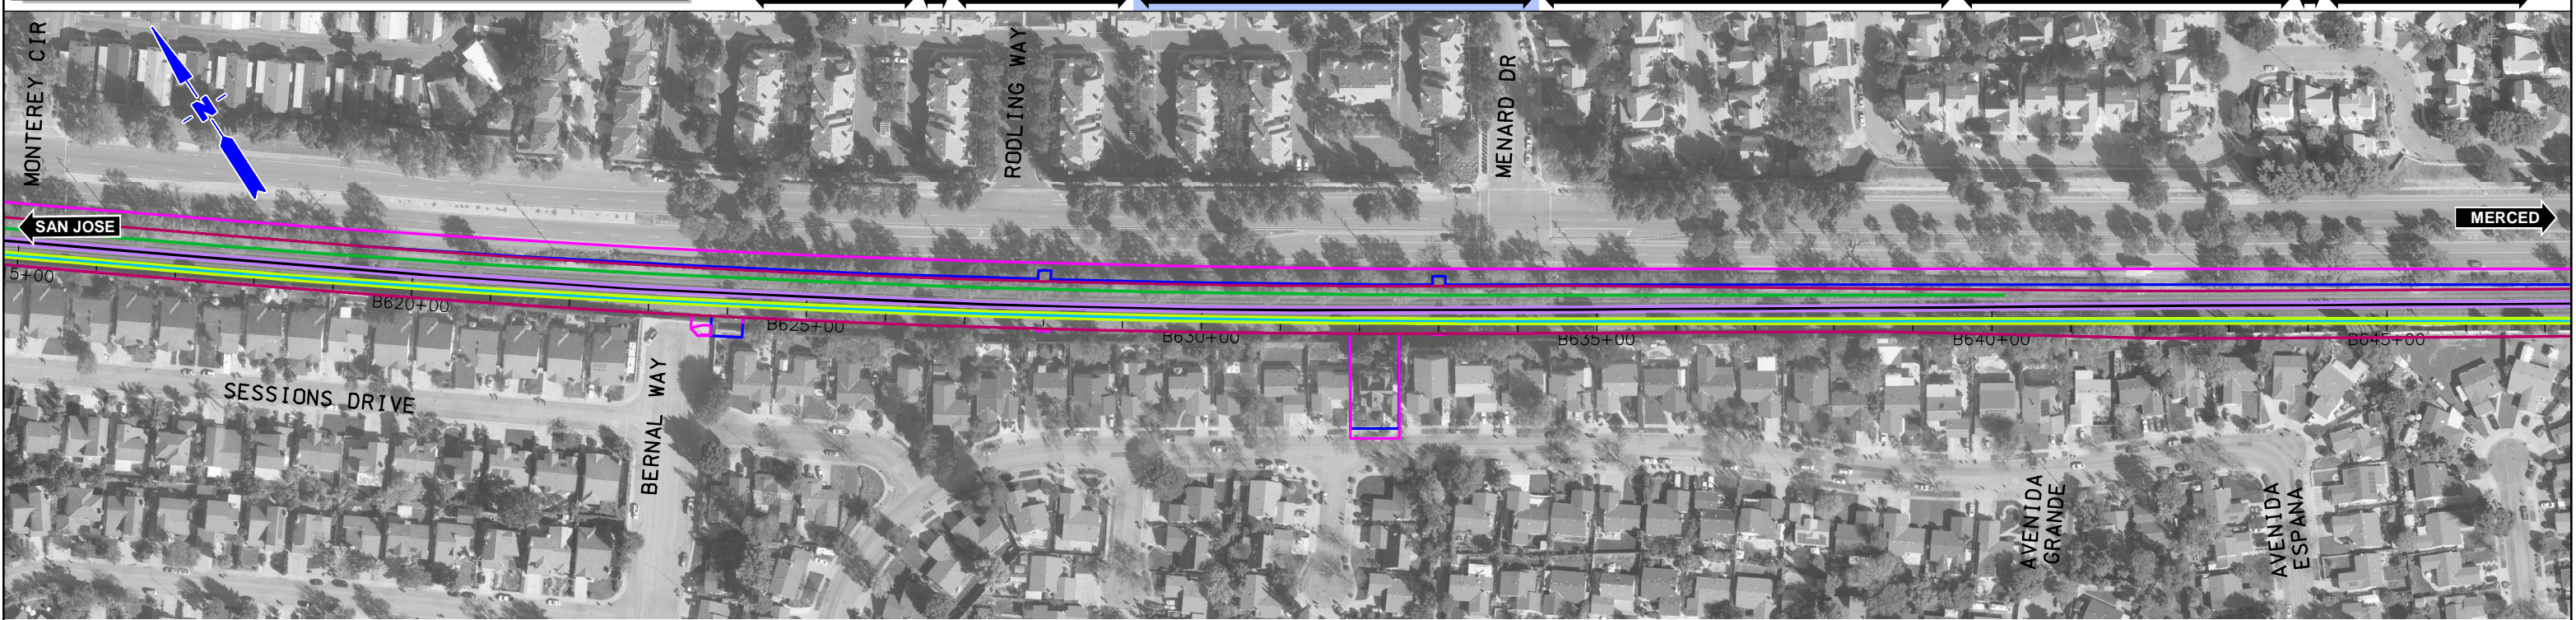 MONTEREY CIR
N
RODLING WAY
MENARD DR
SAN JOSE
MERCED
5+00
B620+00
B625+00
B630+00
B635+00
B640+00
B645+00
SESSIONS DRIVE
BERNAL WAY
AVENIDA
GRANDE
AVENIDA
ESPANA